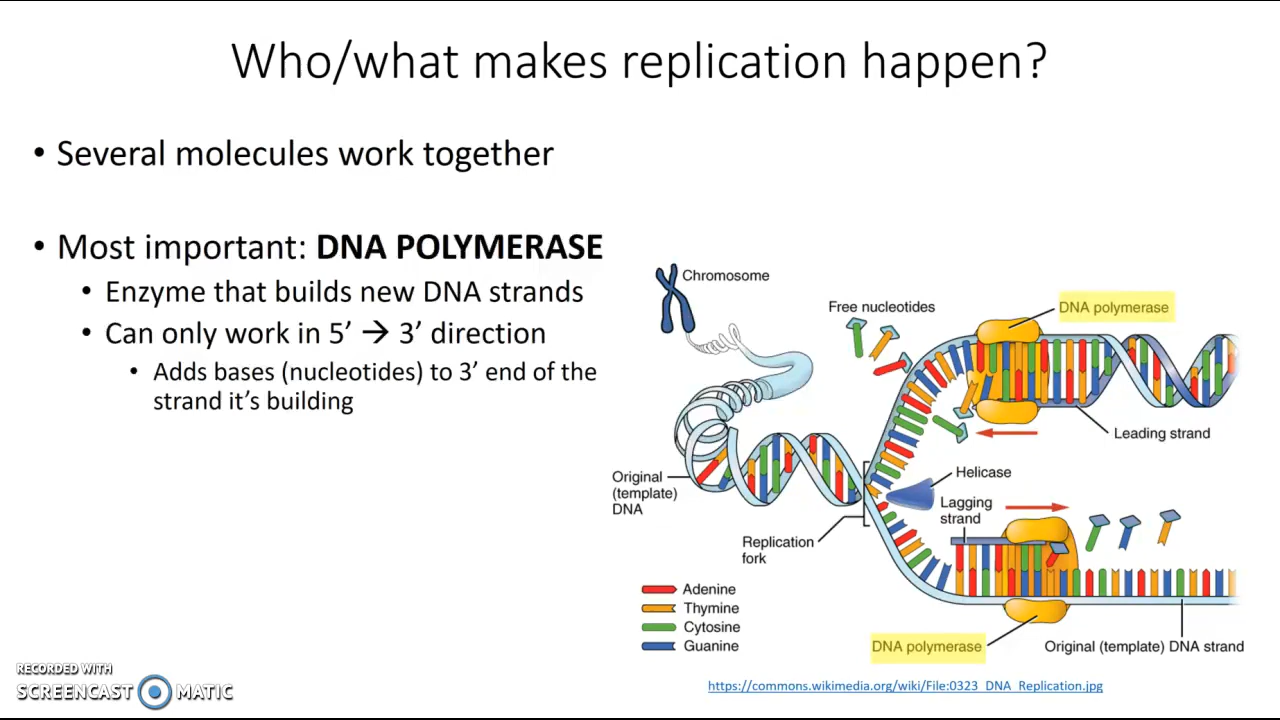 Who/what makes replication happen?
• Several molecules work together
• Most important: DNA POLYMERASE
• Enzyme that builds new DNA strands
• Can only work in 5’ → 3’ direction
• Adds bases (nucleotides) to 3’ end of the
strand it’s building
Chromosome
Free nucleotides
DNA polymerase
Leading strand
Original
(template)
DNA
Helicase
Lagging
strand
Replication
fork
Adenine
Thymine
Cytosine
Guanine
DNA polymerase
Original (template) DNA strand
https://commons.wikimedia.org/wiki/File:0323_DNA_Replication.jpg
RECORDED WITH
SCREENCAST MATIC